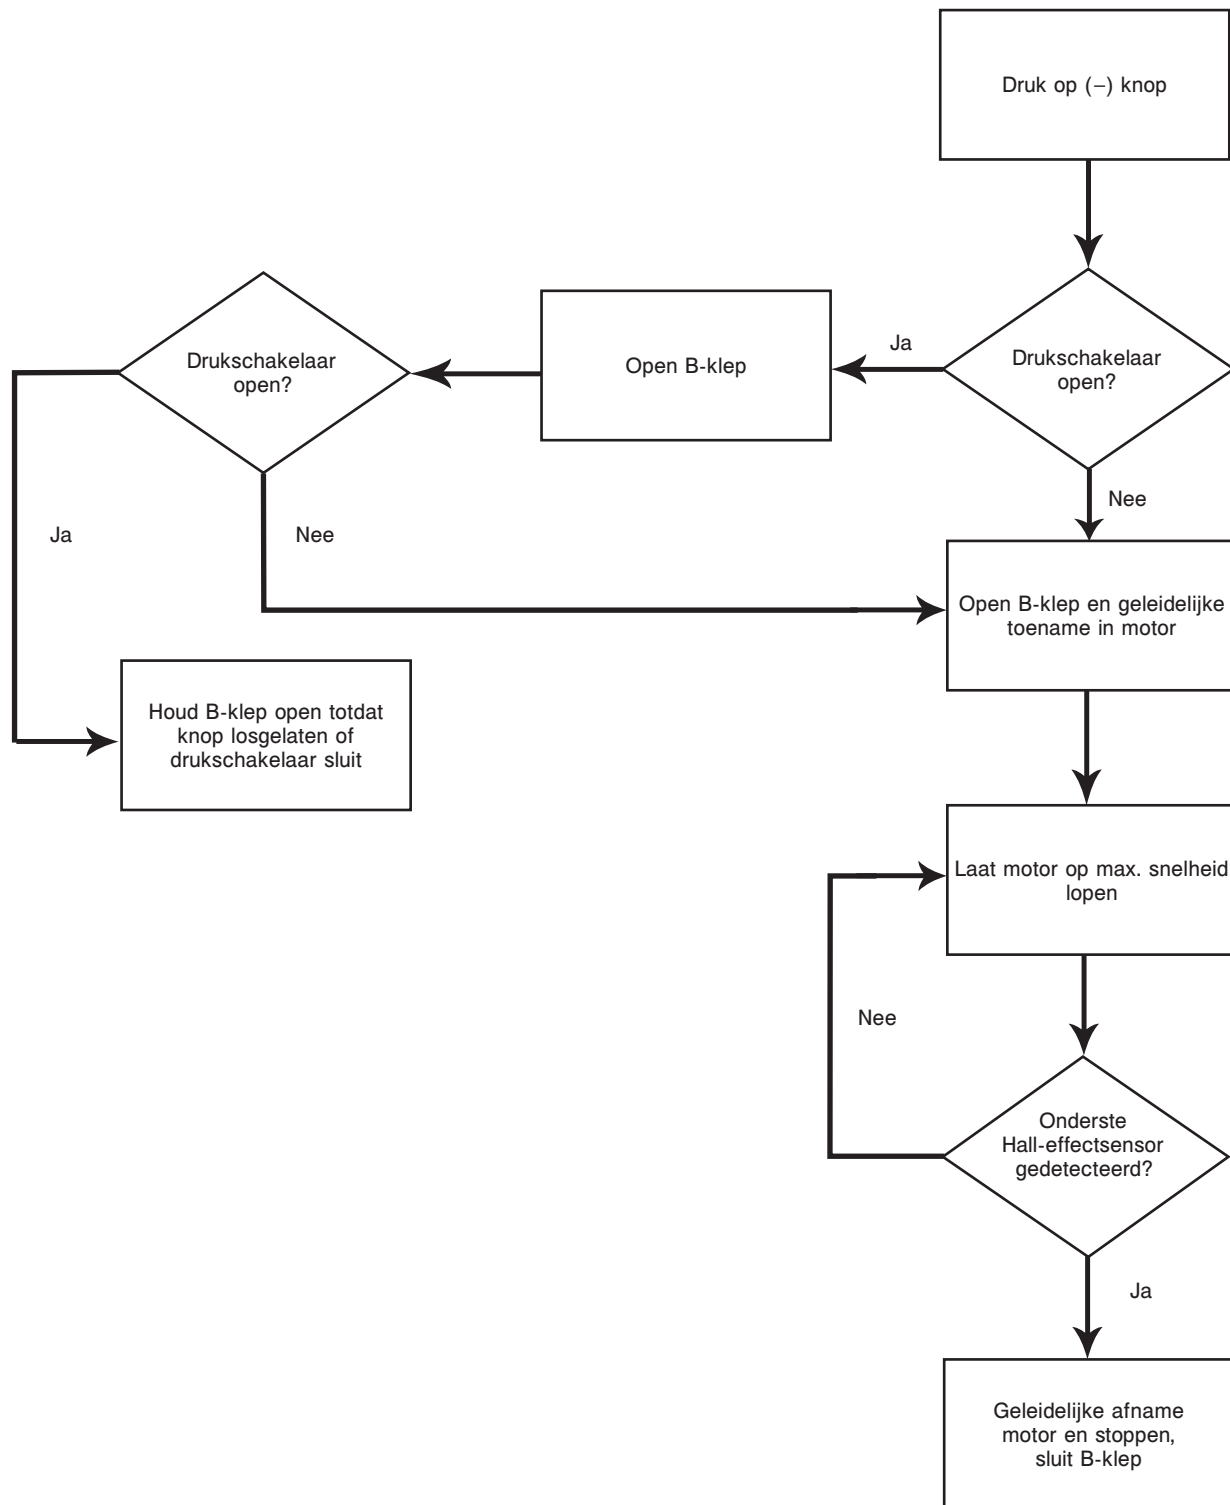 Druk op (–) knop
Drukschakelaar
open?
Ja
Open B-klep
Drukschakelaar
open?
Nee
Ja
Nee
Open B-klep en geleidelijke
toename in motor
Houd B-klep open totdat
knop losgelaten of
drukschakelaar sluit
Laat motor op max. snelheid
lopen
Nee
Onderste
Hall-effectsensor
gedetecteerd?
Ja
Geleidelijke afname
motor en stoppen,
sluit B-klep